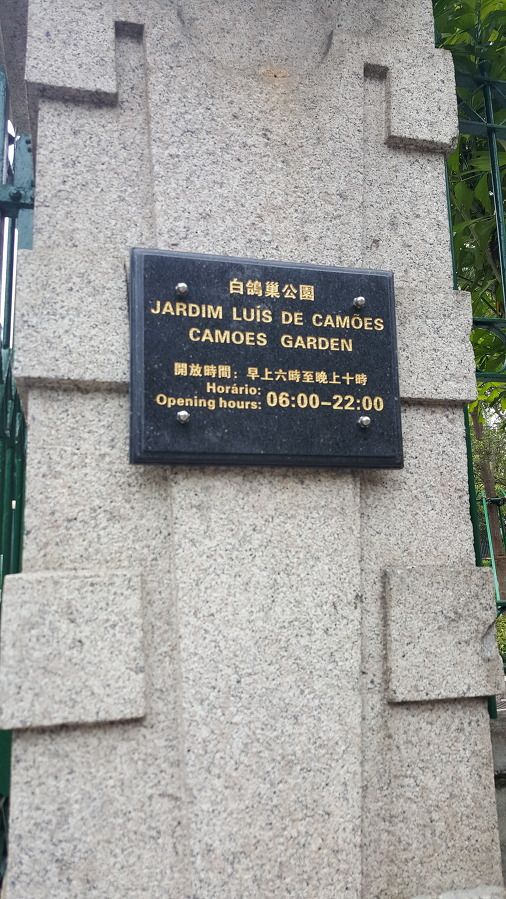 白鴿巢公園
JARDIM LUÍS DE CAMÕES
CAMOES GARDEN
開放時間: 早上六時至晚上十時
Horário:
Opening hours: 06:00–22:00